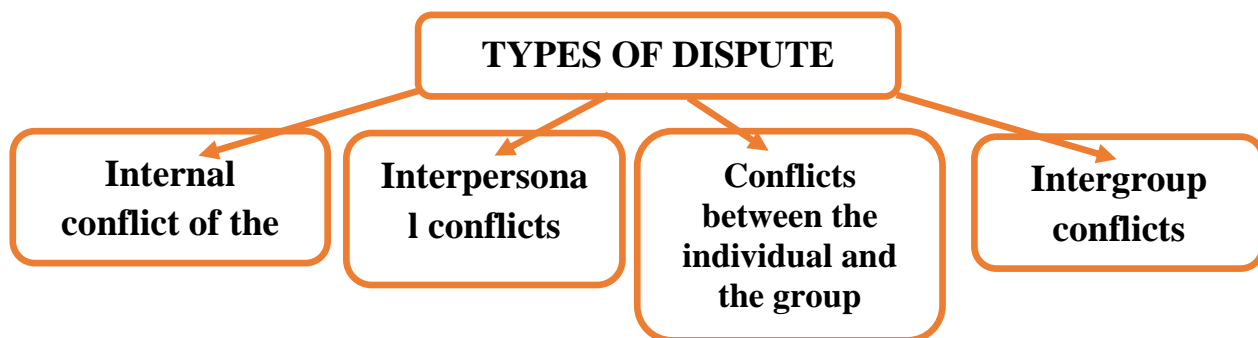 TYPES OF DISPUTE
Internal
conflict of the
Interpersona
l conflicts
Conflicts
between the
individual and
the group
Intergroup
conflicts